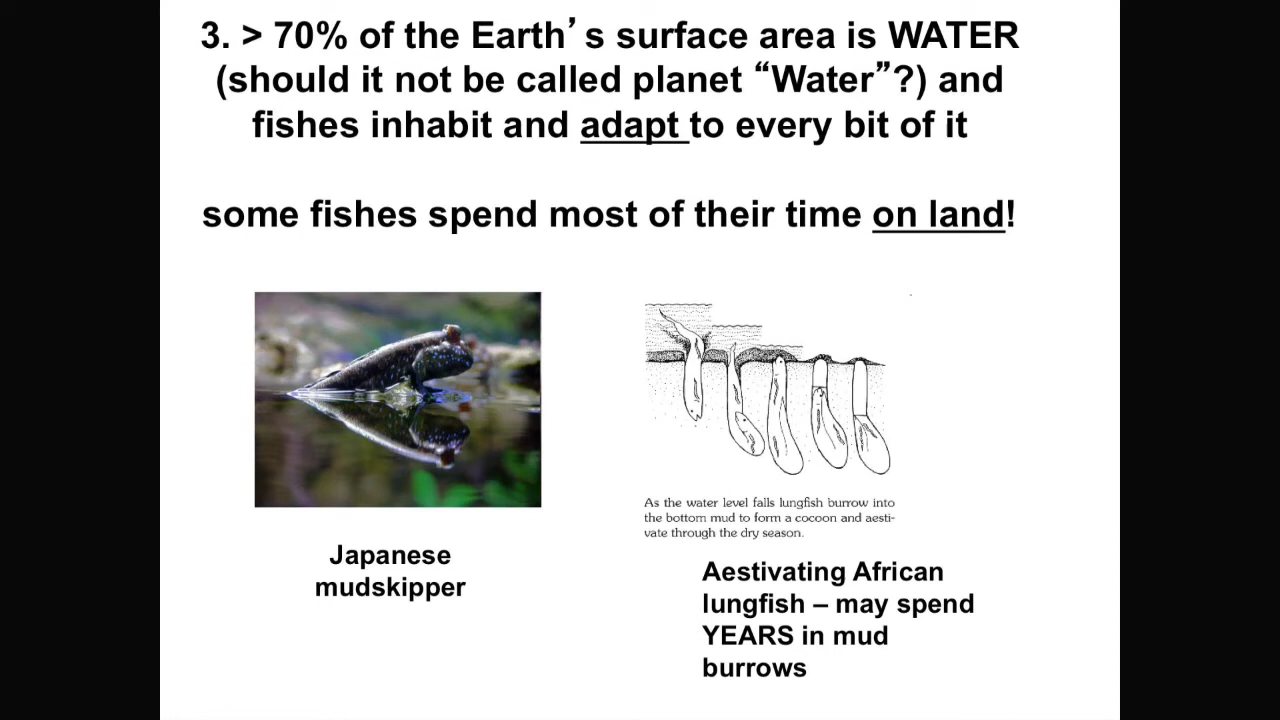 3. > 70% of the Earth’s surface area is WATER
(should it not be called planet “Water”?) and
fishes inhabit and adapt to every bit of it
some fishes spend most of their time on land!
As the water level falls lungfish burrow into
the bottom mud to form a cocoon and aesti-
vate through the dry season.
Japanese
mudskipper
Aestivating African
lungfish – may spend
YEARS in mud
burrows